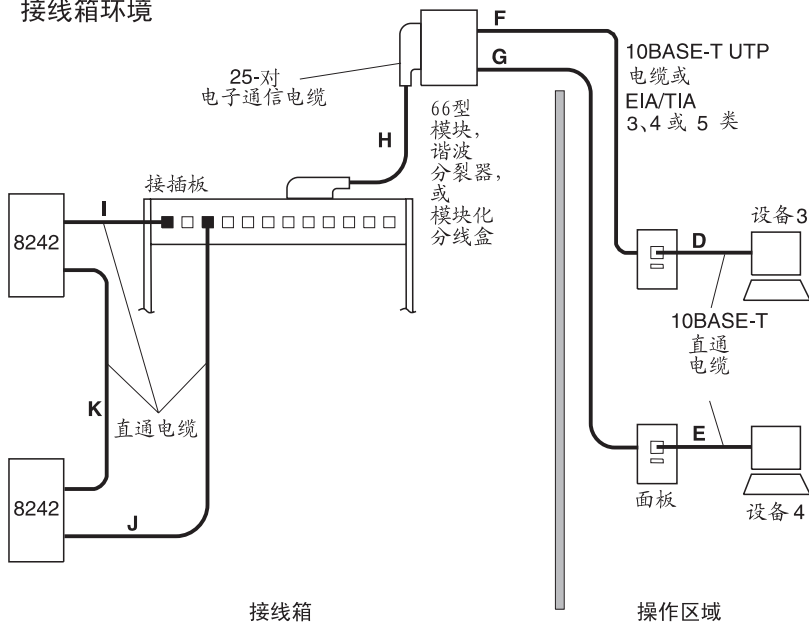 接线箱环境
25-对
电子通信电缆
F
G
H
66型
模块,
谐波
分裂器,
或
模块化
分线盒
10BASE-T UTP
电缆或
EIA/TIA
3、4 或 5 类
接插板
I
8242
设备3
D
10BASE-T
直通
电缆
K
直通电缆
E
8242
J
面板
设备4
接线箱
操作区域